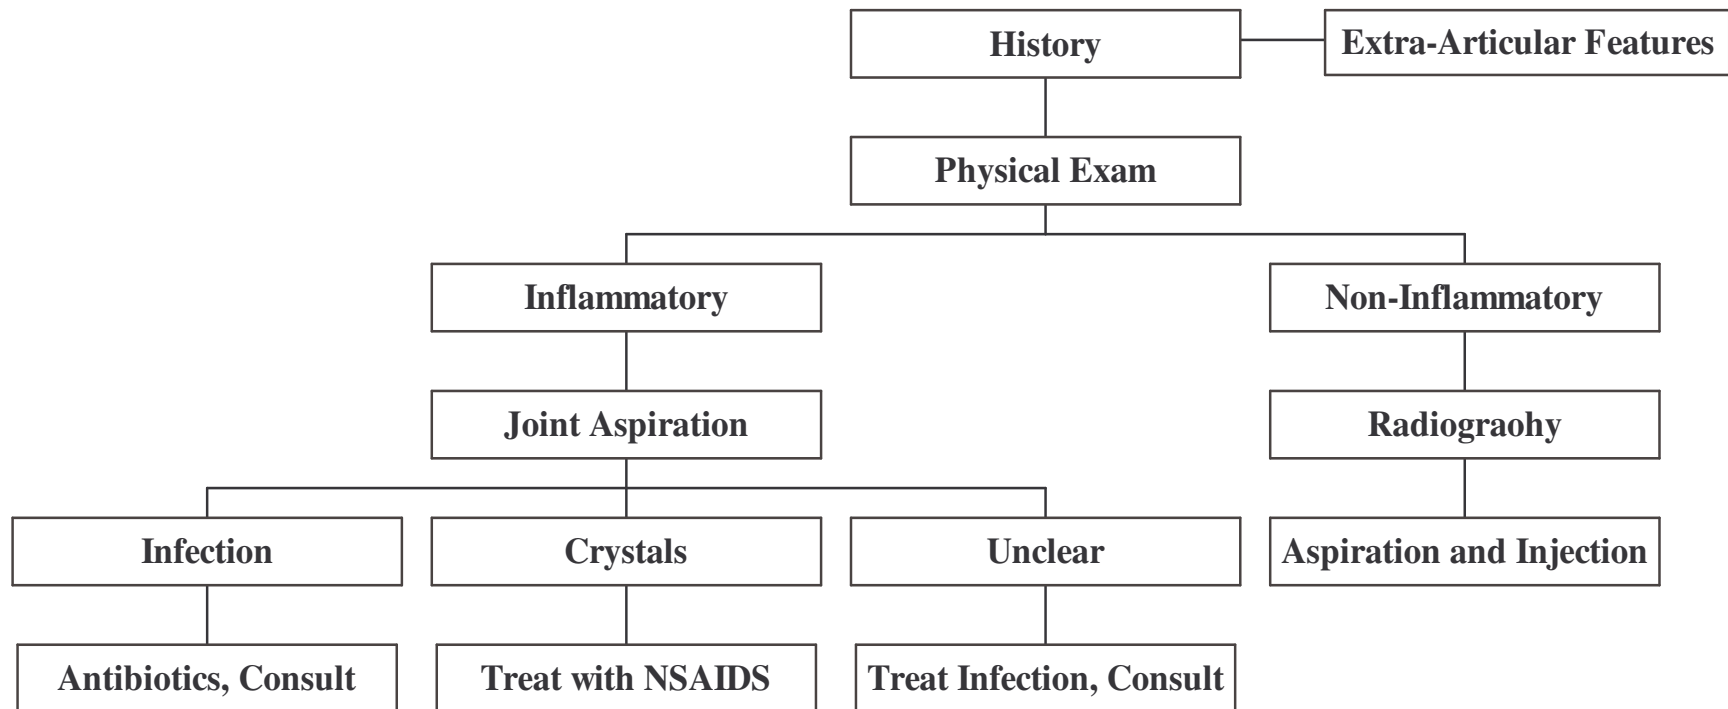 History
Extra-Articular Features
Physical Exam
Inflammatory
Non-Inflammatory
Joint Aspiration
Radiograohy
Infection
Crystals
Unclear
Aspiration and Injection
Antibiotics, Consult
Treat with NSAIDS
Treat Infection, Consult